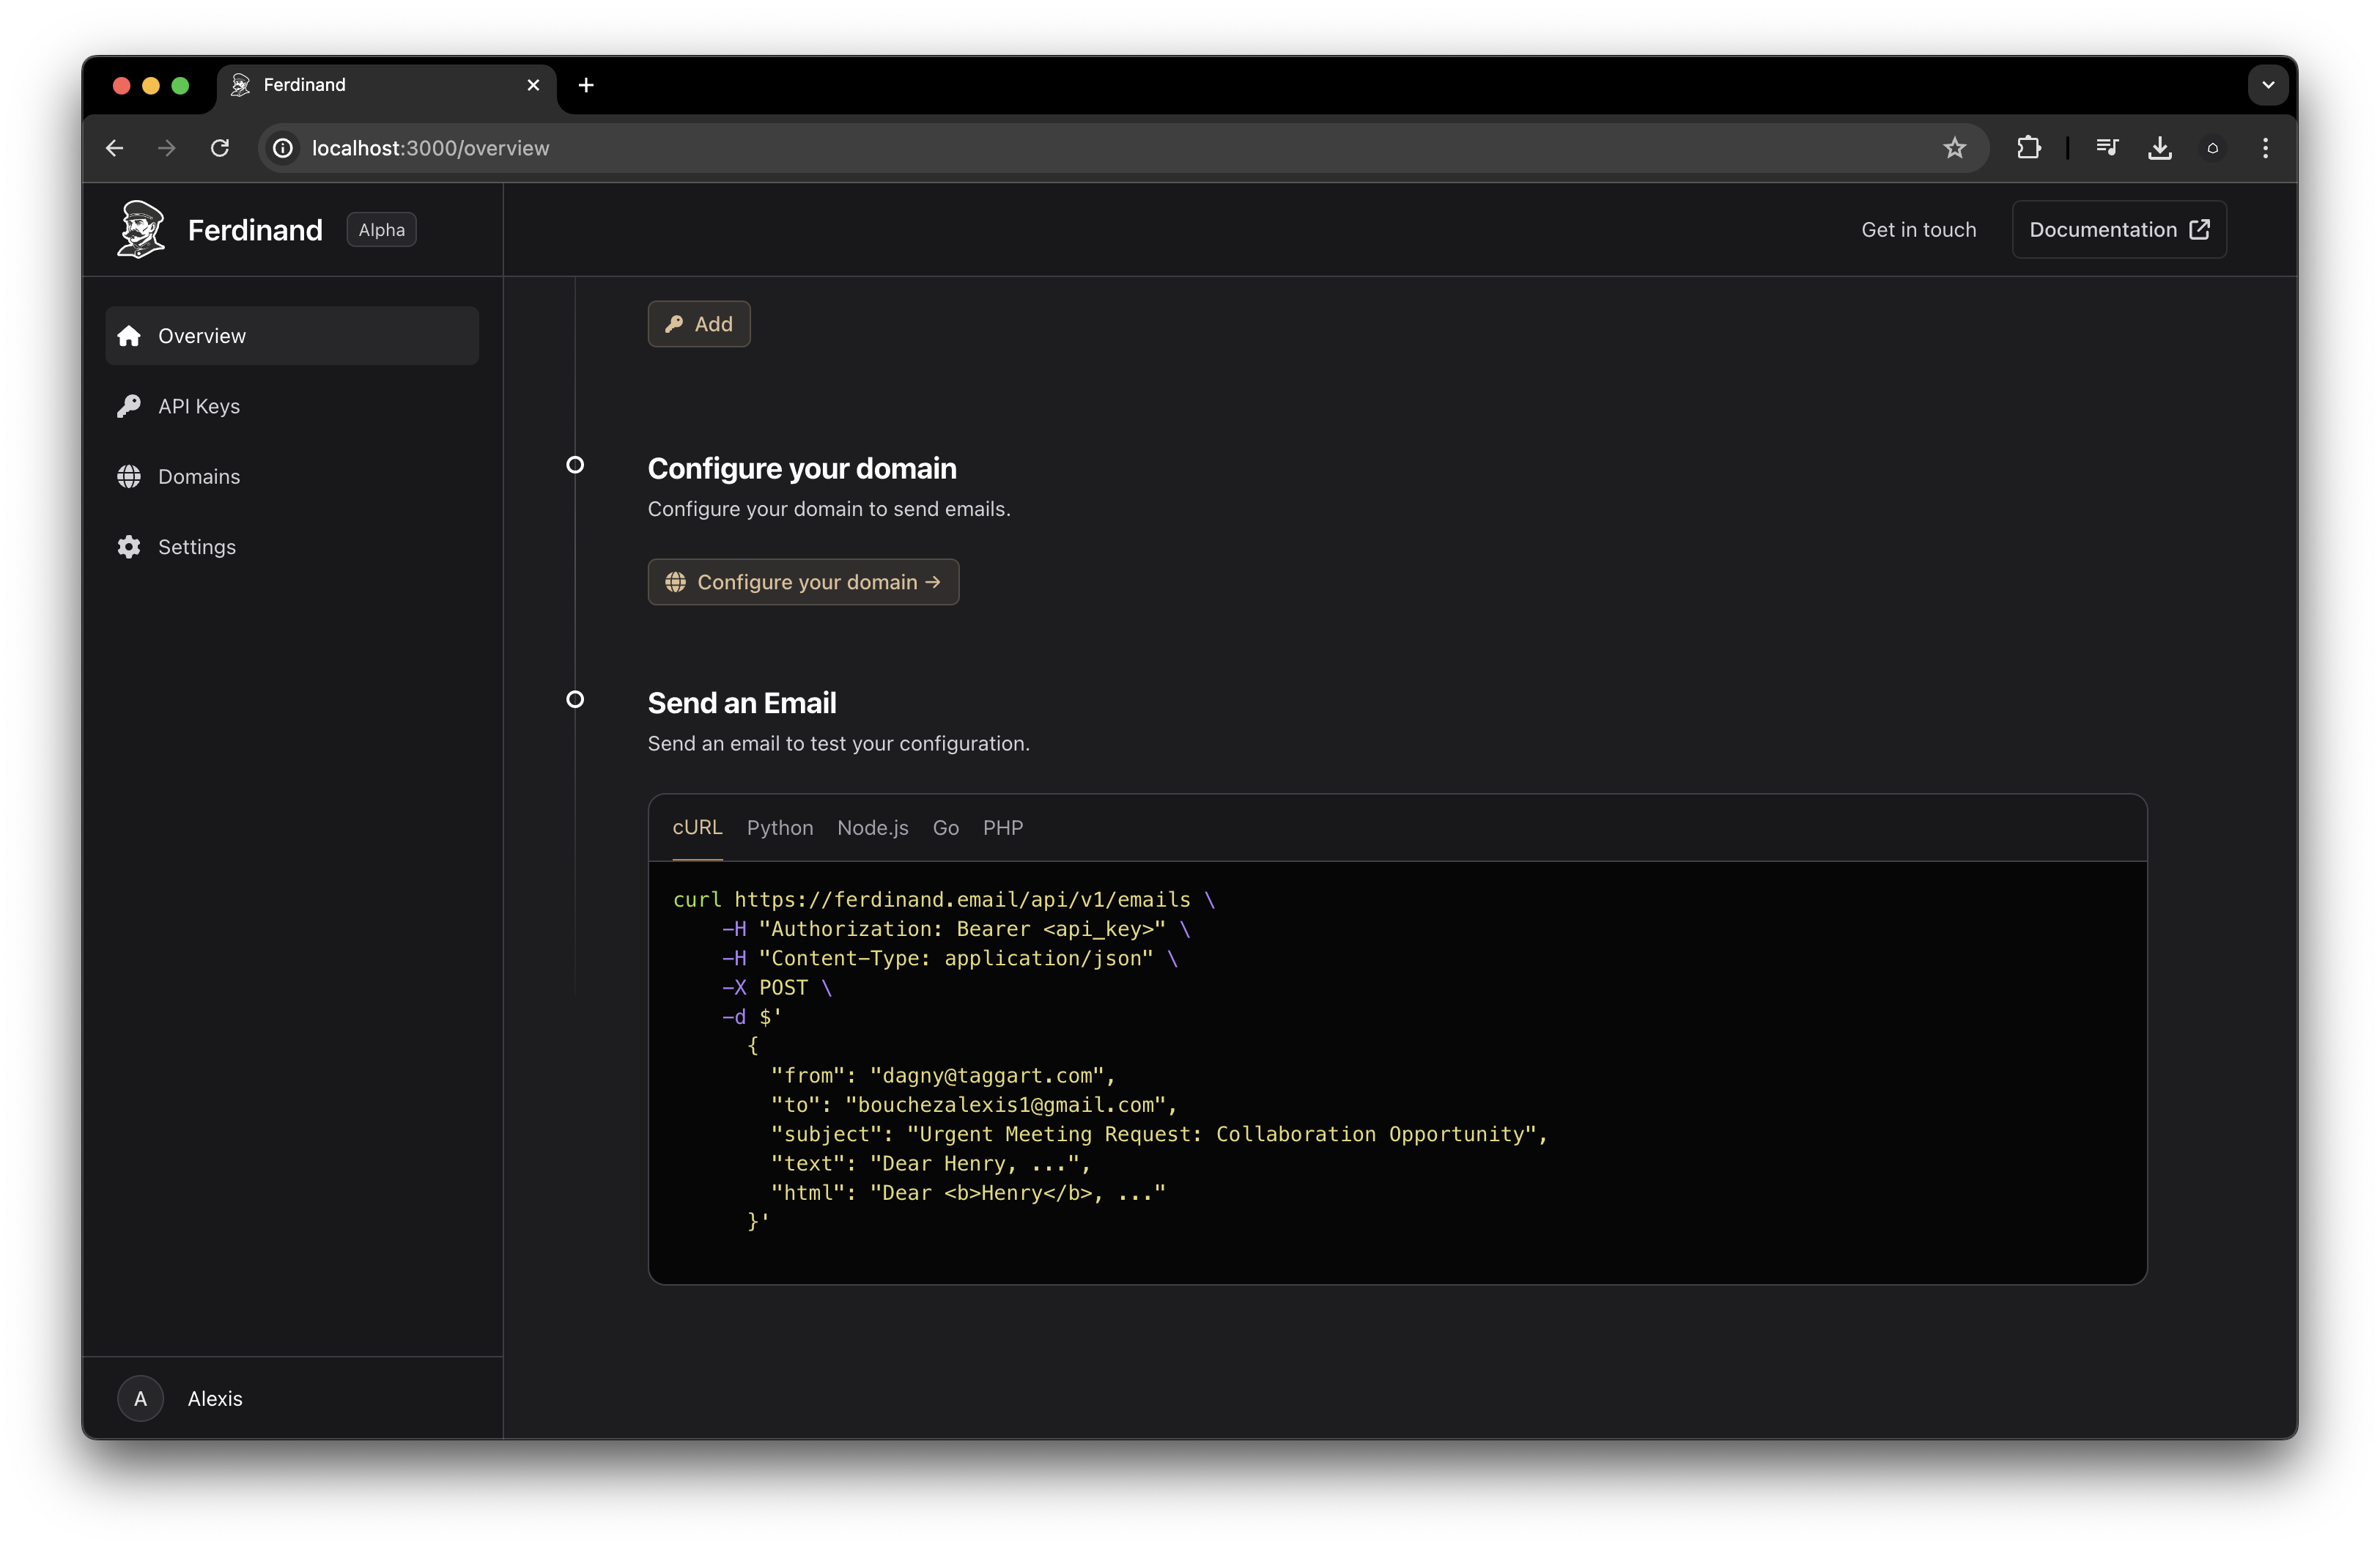 Ferdinand
localhost:3000/overview
Ferdinand
Alpha
Get in touch
Documentation
Overview
API Keys
Domains
Settings
Add
Configure your domain
Configure your domain to send emails.
Configure your domain →
Send an Email
Send an email to test your configuration.
cURL Python Node.js Go PHP
curl https://ferdinand.email/api/v1/emails \
    -H "Authorization: Bearer <api_key>" \
    -H "Content-Type: application/json" \
    -X POST \
    -d $'
      {
        "from": "dagny@taggart.com",
        "to": "bouchezalexis1@gmail.com",
        "subject": "Urgent Meeting Request: Collaboration Opportunity",
        "text": "Dear Henry, ...",
        "html": "Dear <b>Henry</b>, ..."
      }'
A
Alexis